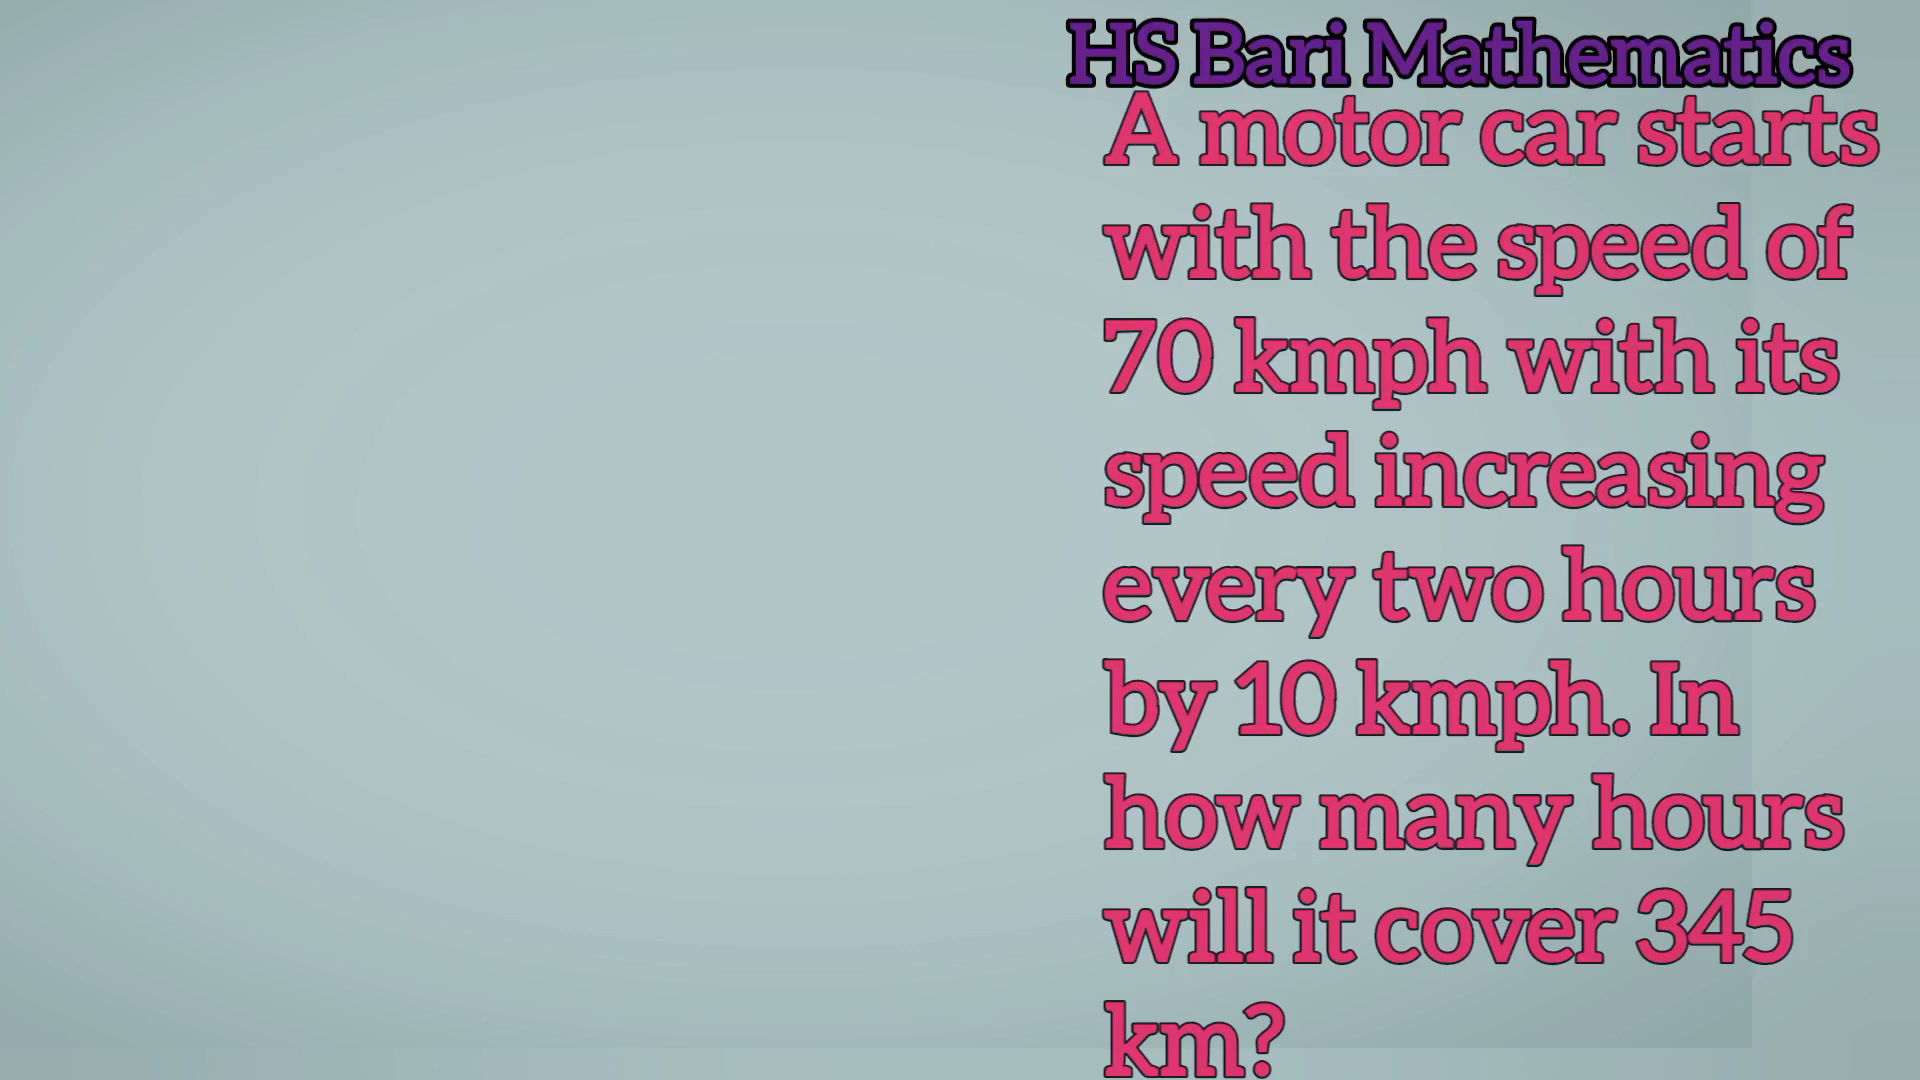 HS Bari Mathematics
A motor car starts
with the speed of
70 kmph with its
speed increasing
every two hours
by 10 kmph. In
how many hours
will it cover 345
km?